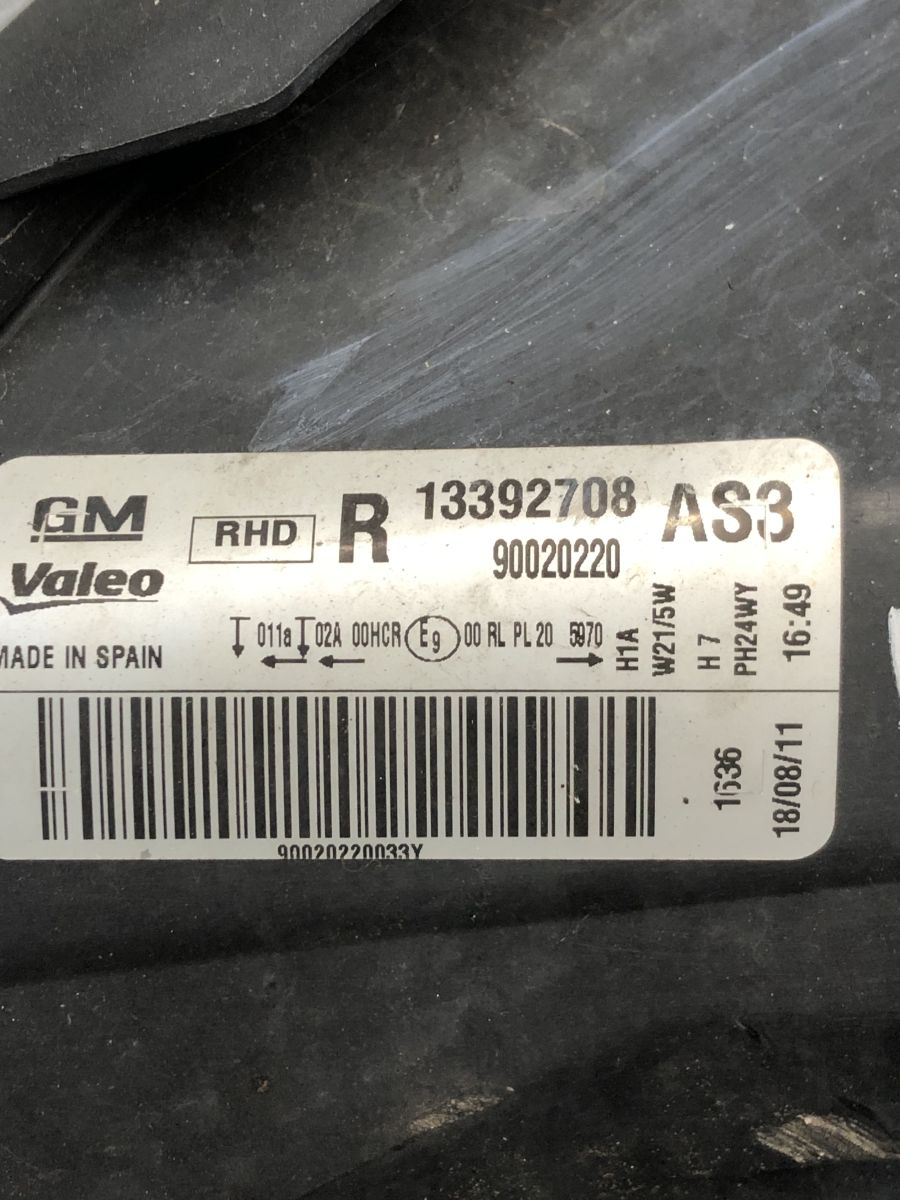 GM
Valeo
RHD R 13392708 AS3
90020220
011a 02A 00HCR E9 00 RL PL 20 5970
MADE IN SPAIN
H1A
W21/5W
H 7
PH24WY
16:49
1636
18/08/11
90020220033Y